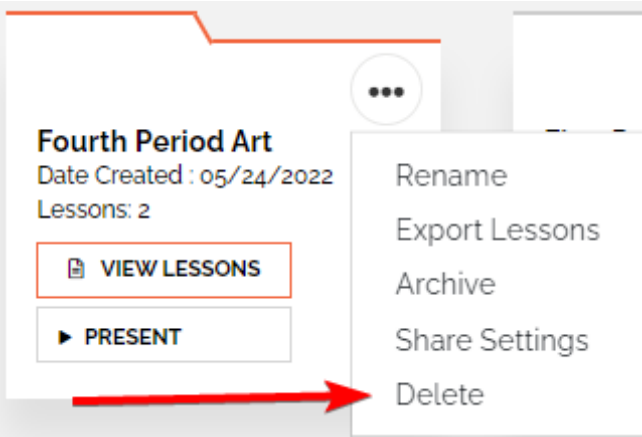 Fourth Period Art
Date Created : 05/24/2022
Lessons: 2
VIEW LESSONS
PRESENT
Rename
Export Lessons
Archive
Share Settings
Delete